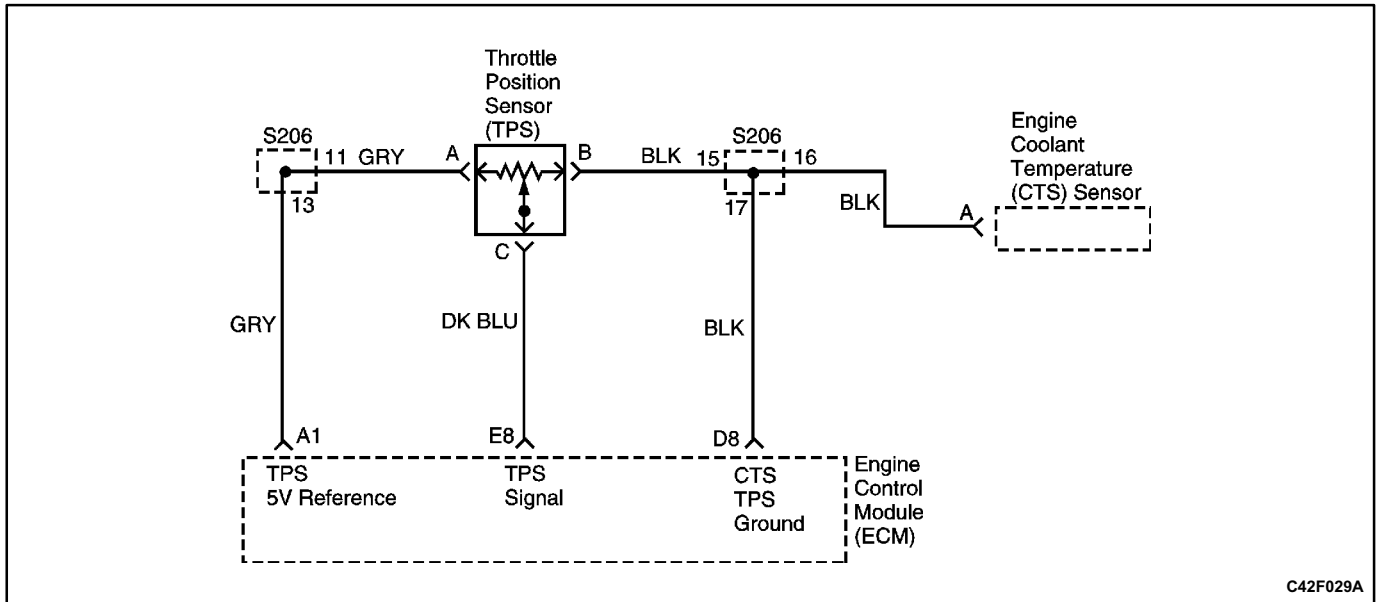 Throttle
Position
Sensor
(TPS)
S206
11 GRY
A
B
BLK
15
S206
16
Engine
Coolant
Temperature
(CTS) Sensor
13
17
BLK
A
C
GRY
DK BLU
BLK
A1
E8
D8
TPS
5V Reference
TPS
Signal
CTS
TPS
Ground
Engine
Control
Module
(ECM)
C42F029A